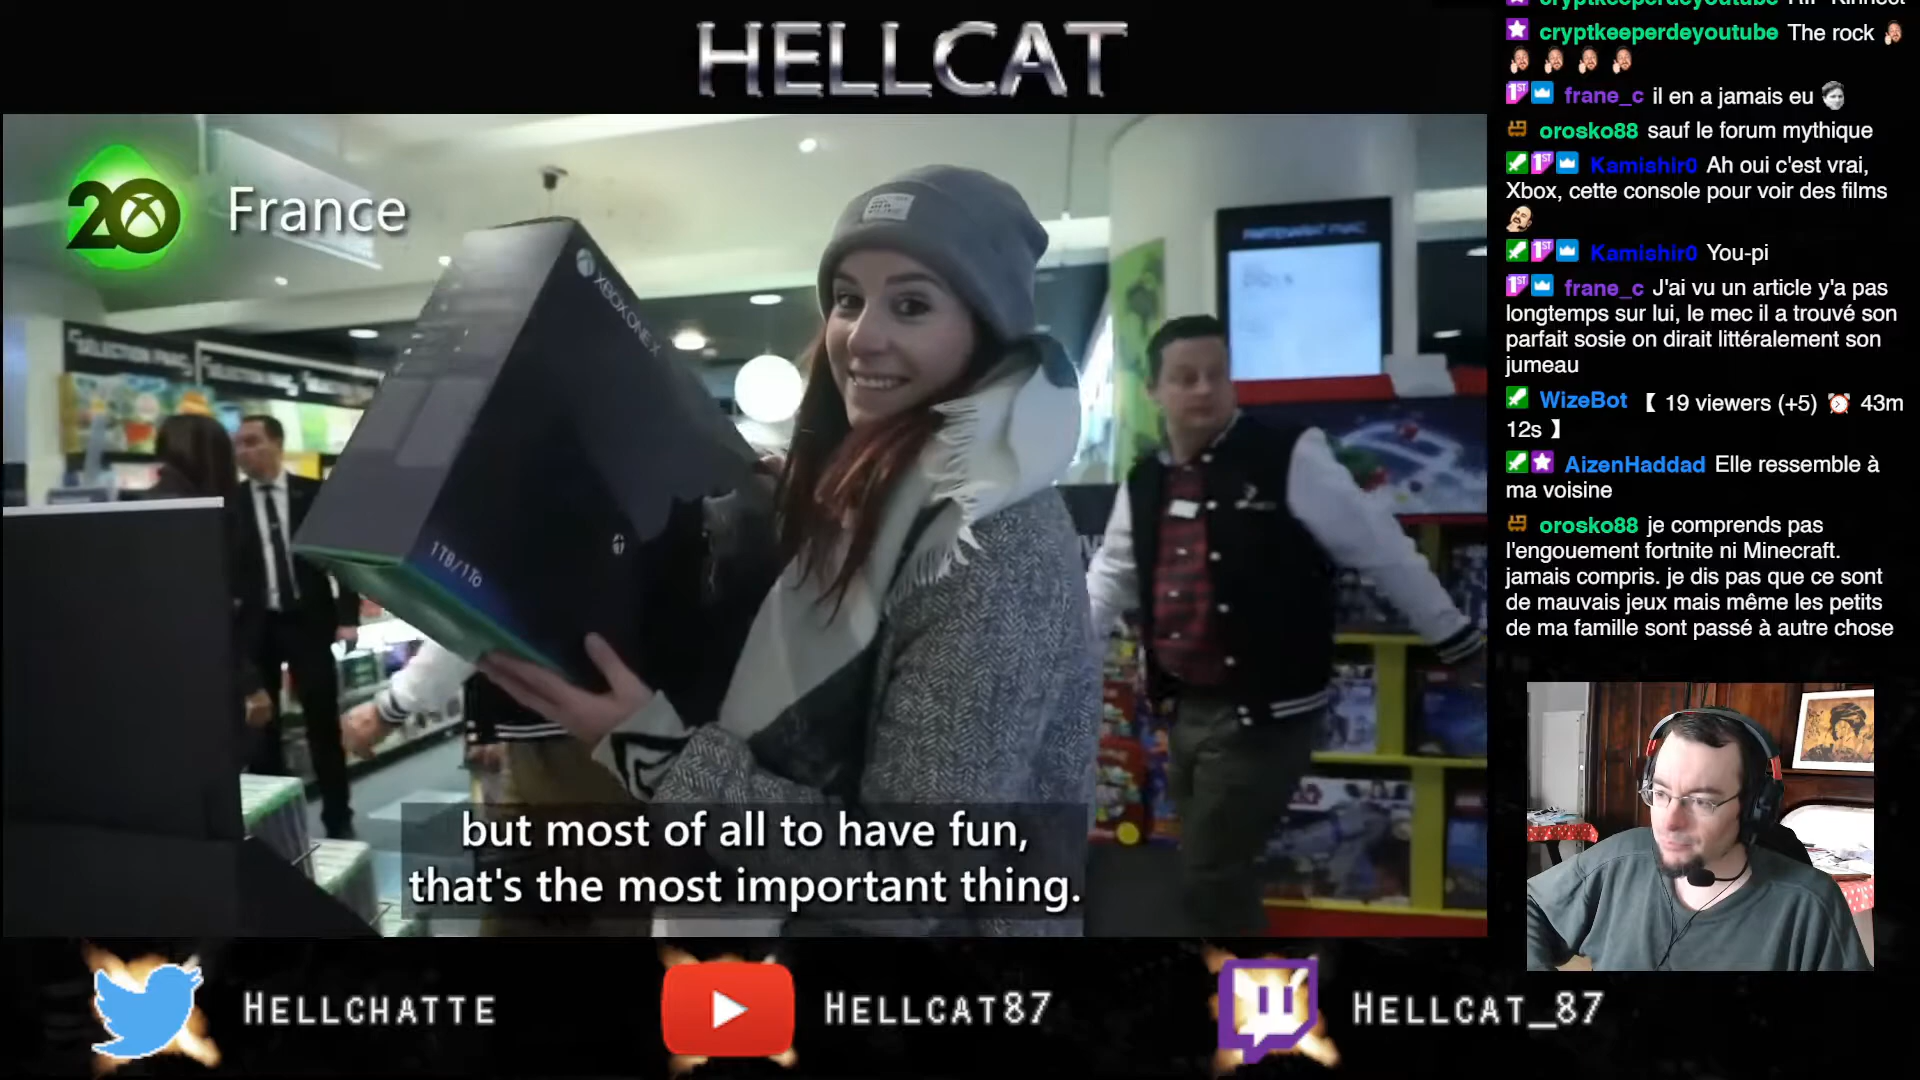 HELLCAT
20
France
XBOX ONE X
1TB/1To
SELECTION FNAC
PARTENARIAT FNAC
but most of all to have fun,
that's the most important thing.
cryptkeeperdeyoutube
cryptkeeperdeyoutube The rock
frane_c il en a jamais eu
orosko88 sauf le forum mythique
Kamishir0 Ah oui c'est vrai,
Xbox, cette console pour voir des films
Kamishir0 You-pi
frane_c J'ai vu un article y'a pas
longtemps sur lui, le mec il a trouvé son
parfait sosie on dirait littéralement son
jumeau
WizeBot 【 19 viewers (+5) ⏰ 43m
12s 】
AizenHaddad Elle ressemble à
ma voisine
orosko88 je comprends pas
l'engouement fortnite ni Minecraft.
jamais compris. je dis pas que ce sont
de mauvais jeux mais même les petits
de ma famille sont passé à autre chose
HELLCHATTE
HELLCAT87
HELLCAT_87